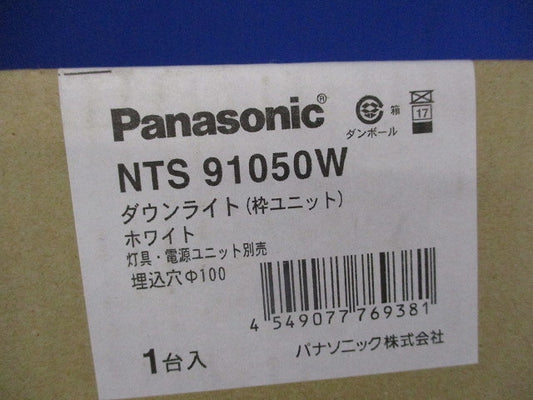 Panasonic®
箱
17
ダンボール
NTS 91050W
ダウンライト(枠ユニット)
ホワイト
灯具・電源ユニット別売
埋込穴Φ100
4 549077 769381
1台入
パナソニック株式会社